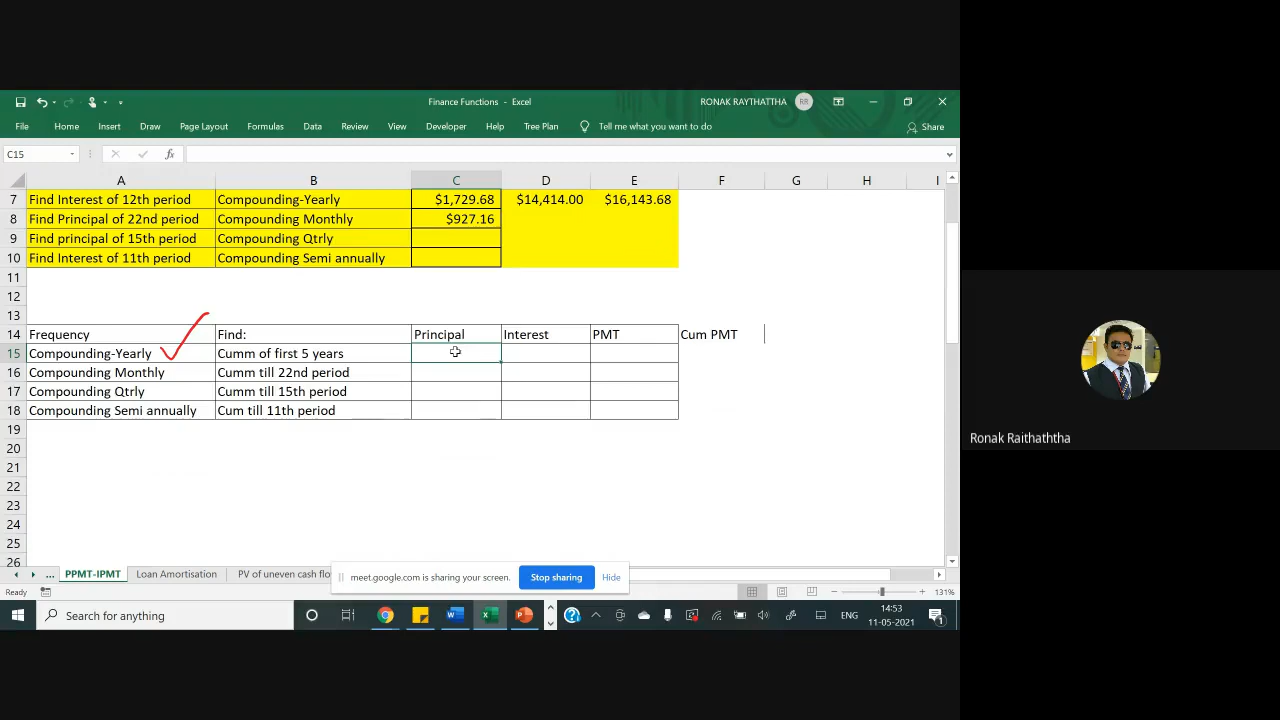 Finance Functions - Excel
RONAK RAYTHATTHA RR
File Home Insert Draw Page Layout Formulas Data Review View Developer Help Tree Plan Tell me what you want to do Share
C15 fx
A B C D E F G H I
7 Find Interest of 12th period Compounding-Yearly $1,729.68 $14,414.00 $16,143.68
8 Find Principal of 22nd period Compounding Monthly $927.16
9 Find principal of 15th period Compounding Qtrly
10 Find Interest of 11th period Compounding Semi annually
11
12
13
14 Frequency Find: Principal Interest PMT Cum PMT
15 Compounding-Yearly Cumm of first 5 years
16 Compounding Monthly Cumm till 22nd period
17 Compounding Qtrly Cumm till 15th period
18 Compounding Semi annually Cum till 11th period
19
20
21
22
23
24
25
26
... PPMT-IPMT Loan Amortisation PV of uneven cash flo
meet.google.com is sharing your screen. Stop sharing Hide
Ready 131%
Search for anything
ENG 14:53
11-05-2021
1
Ronak Raithaththa